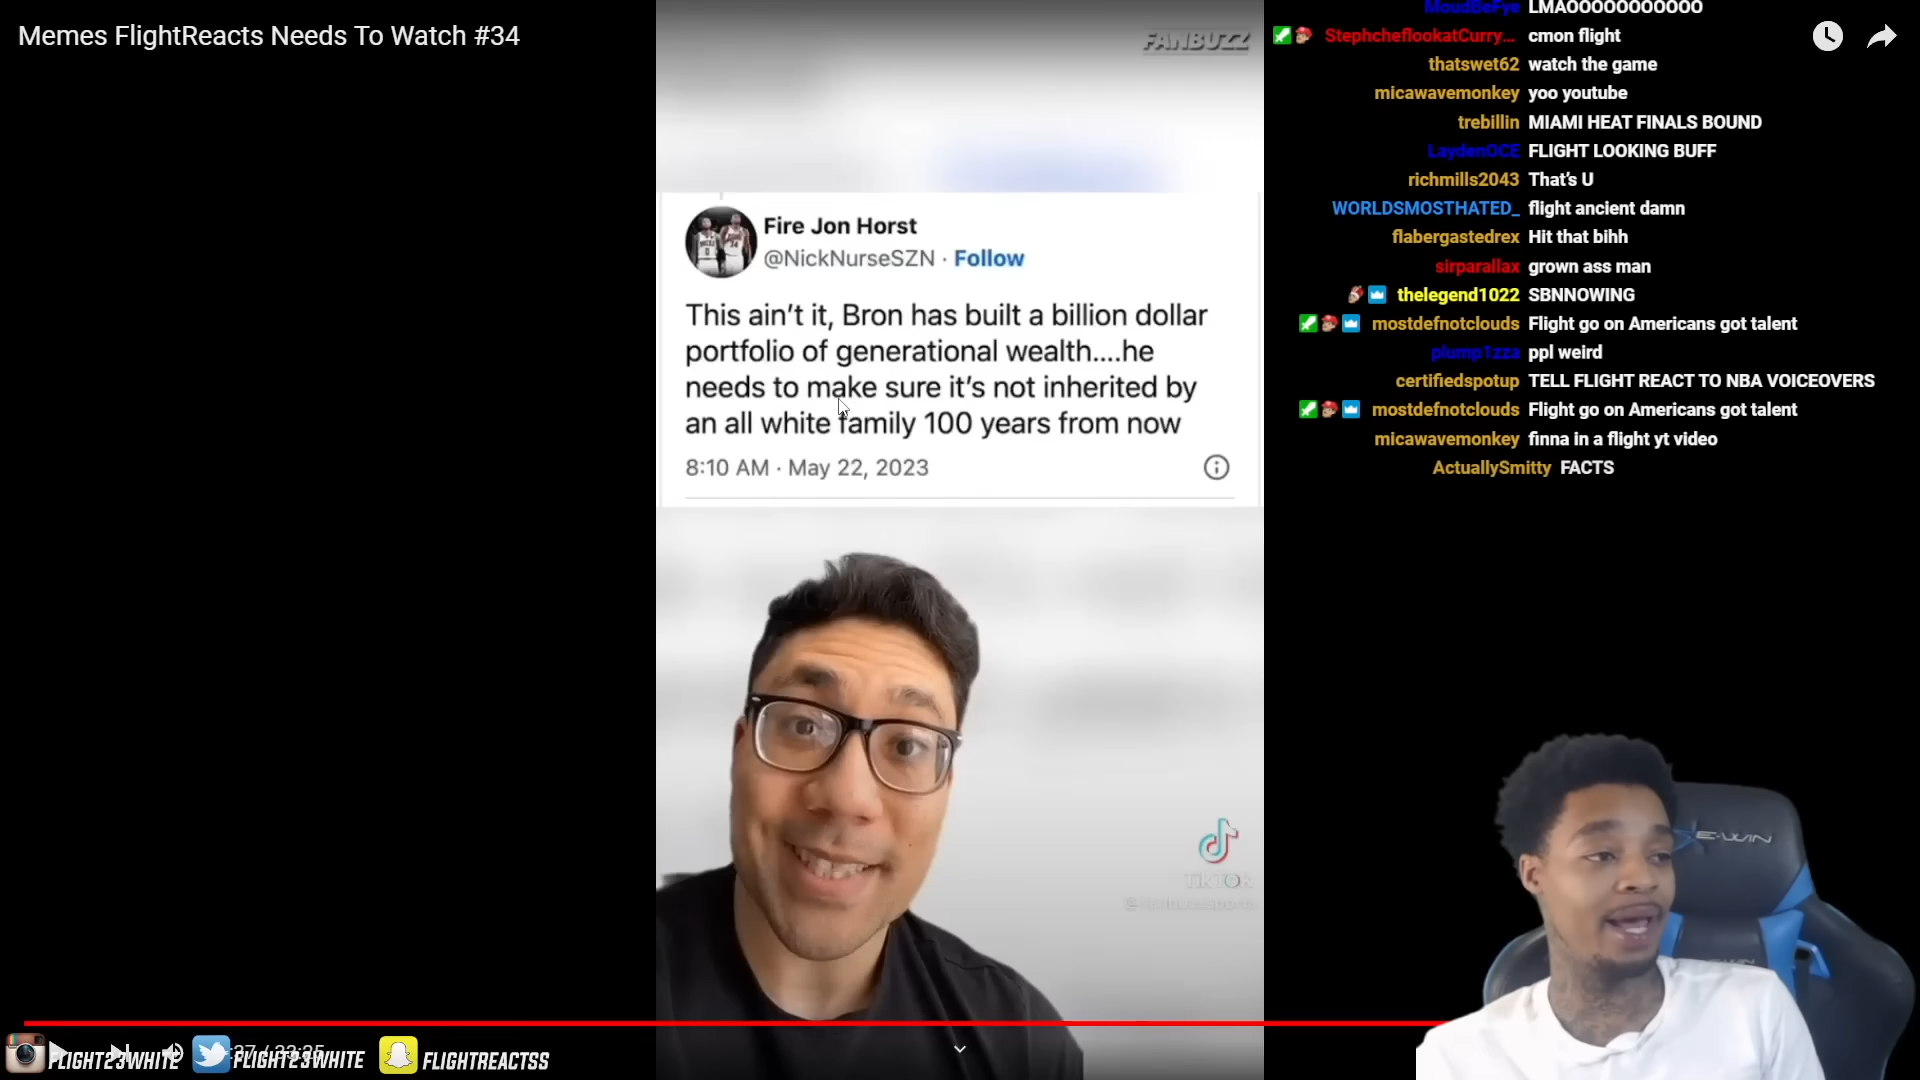 Memes FlightReacts Needs To Watch #34
FANBUZZ
Fire Jon Horst
@NickNurseSZN · Follow
This ain't it, Bron has built a billion dollar
portfolio of generational wealth....he
needs to make sure it's not inherited by
an all white family 100 years from now
8:10 AM · May 22, 2023
TikTok
MoudBeFye LMAOOOOOOOOOOO
StephcheflookatCurry... cmon flight
thatswet62 watch the game
micawavemonkey yoo youtube
trebillin MIAMI HEAT FINALS BOUND
LaydenOCE FLIGHT LOOKING BUFF
richmills2043 That's U
WORLDSMOSTHATED_ flight ancient damn
flabergastedrex Hit that bihh
sirparallax grown ass man
thelegend1022 SBNNOWING
mostdefnotclouds Flight go on Americans got talent
plump1zza ppl weird
certifiedspotup TELL FLIGHT REACT TO NBA VOICEOVERS
mostdefnotclouds Flight go on Americans got talent
micawavemonkey finna in a flight yt video
ActuallySmitty FACTS
E-WIN
FLIGHT23WHITE
FLIGHT23WHITE
FLIGHTREACTSS